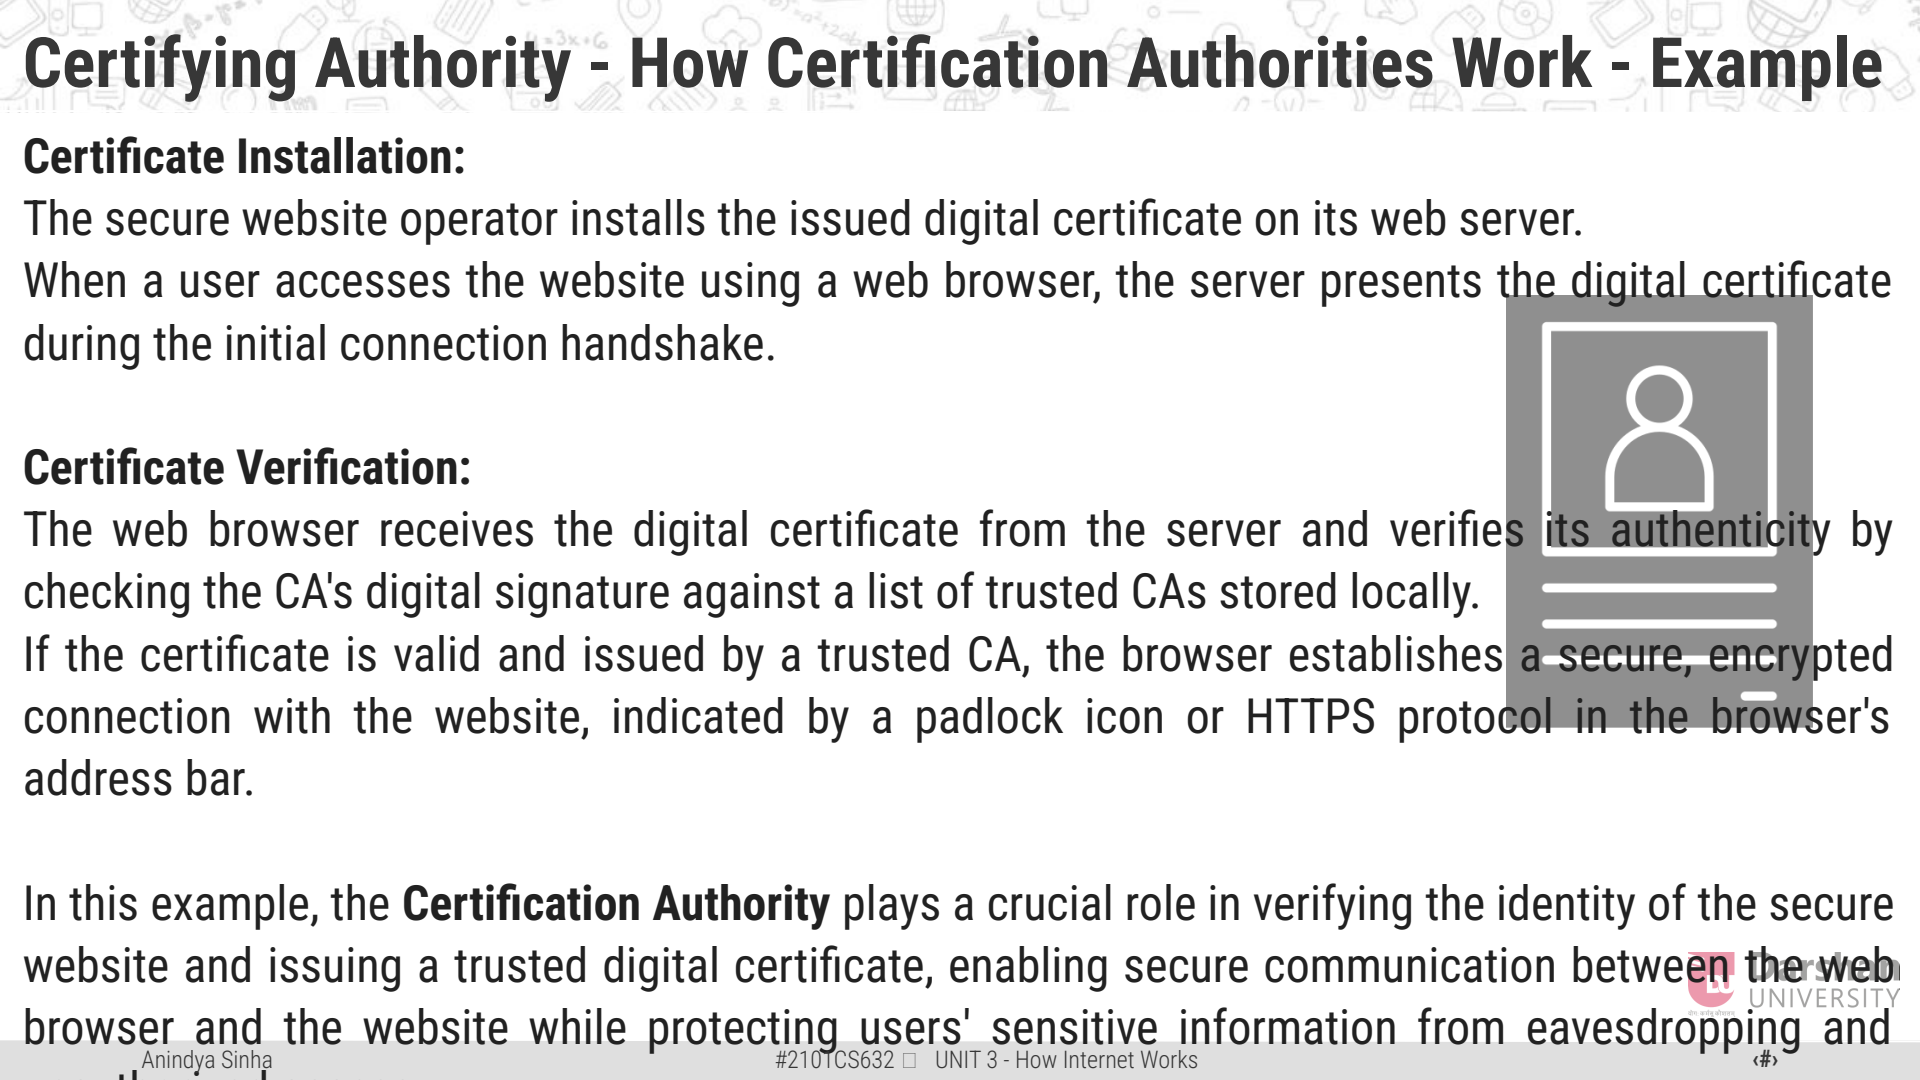 Certifying Authority - How Certification Authorities Work - Example
Certificate Installation:
The secure website operator installs the issued digital certificate on its web server.
When a user accesses the website using a web browser, the server presents the digital certificate
during the initial connection handshake.
Certificate Verification:
The web browser receives the digital certificate from the server and verifies its authenticity by
checking the CA's digital signature against a list of trusted CAs stored locally.
If the certificate is valid and issued by a trusted CA, the browser establishes a secure, encrypted
connection with the website, indicated by a padlock icon or HTTPS protocol in the browser's
address bar.
In this example, the Certification Authority plays a crucial role in verifying the identity of the secure
website and issuing a trusted digital certificate, enabling secure communication between the web
browser and the website while protecting users' sensitive information from eavesdropping and
Darshan
UNIVERSITY
Anindya Sinha
#2101CS632 □ UNIT 3 - How Internet Works
‹#›